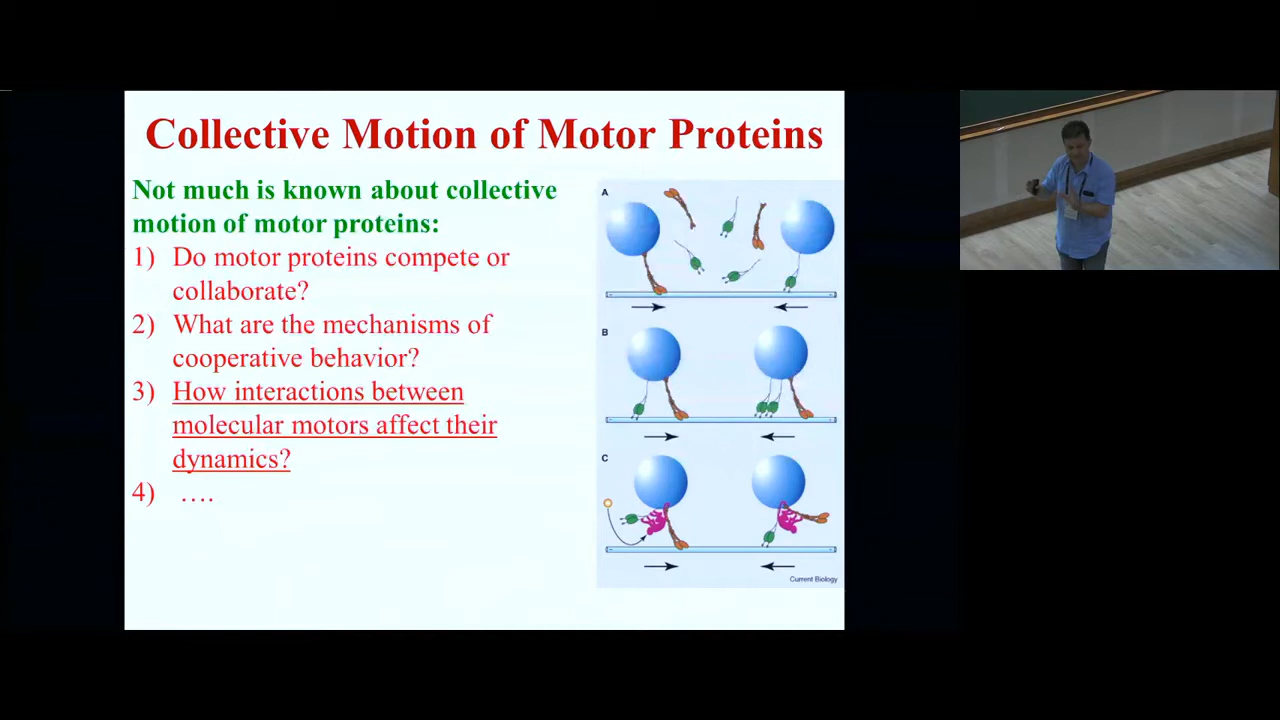 Collective Motion of Motor Proteins
Not much is known about collective
motion of motor proteins:
1) Do motor proteins compete or
collaborate?
2) What are the mechanisms of
cooperative behavior?
3) How interactions between
molecular motors affect their
dynamics?
4) ....
A
B
C
Current Biology